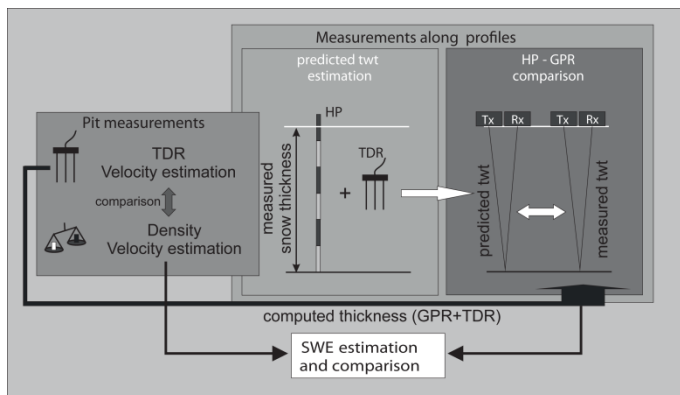 Measurements along profiles
predicted twt
estimation
HP - GPR
comparison
Pit measurements
TDR
Velocity estimation
comparison
Density
Velocity estimation
HP
measured
snow thickness
+
TDR
Tx Rx Tx Rx
predicted twt
measured twt
computed thickness (GPR+TDR)
SWE estimation
and comparison